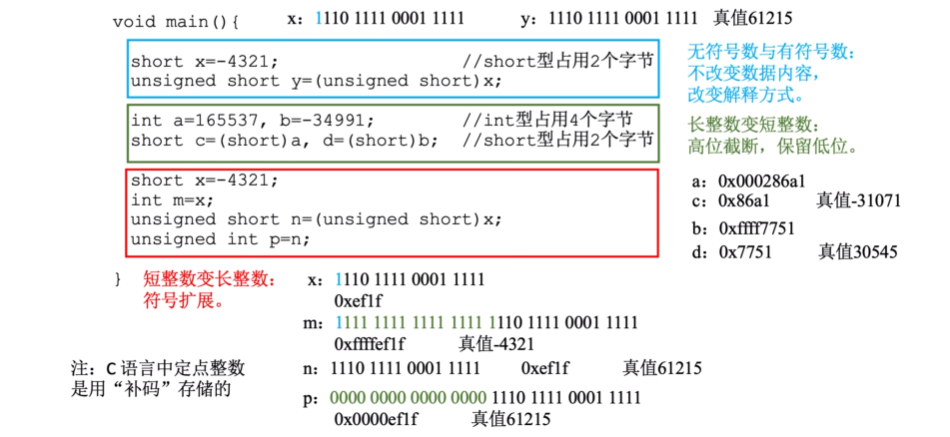 void main(){ x: 1110 1111 0001 1111 y: 1110 1111 0001 1111 真值61215
short x=-4321; //short型占用2个字节
unsigned short y=(unsigned short)x;
无符号数与有符号数:
不改变数据内容,
改变解释方式。
int a=165537, b=-34991; //int型占用4个字节
short c=(short)a, d=(short)b; //short型占用2个字节
长整数变短整数:
高位截断,保留低位。
short x=-4321;
int m=x;
unsigned short n=(unsigned short)x;
unsigned int p=n;
a: 0x000286a1
c: 0x86a1 真值-31071
b: 0xffff7751
d: 0x7751 真值30545
} 短整数变长整数:
符号扩展。
x: 1110 1111 0001 1111
0xef1f
m: 1111 1111 1111 1111 1110 1111 0001 1111
0xffffef1f 真值-4321
n: 1110 1111 0001 1111 0xef1f 真值61215
p: 0000 0000 0000 0000 1110 1111 0001 1111
0x0000ef1f 真值61215
注:C 语言中定点整数
是用“补码”存储的